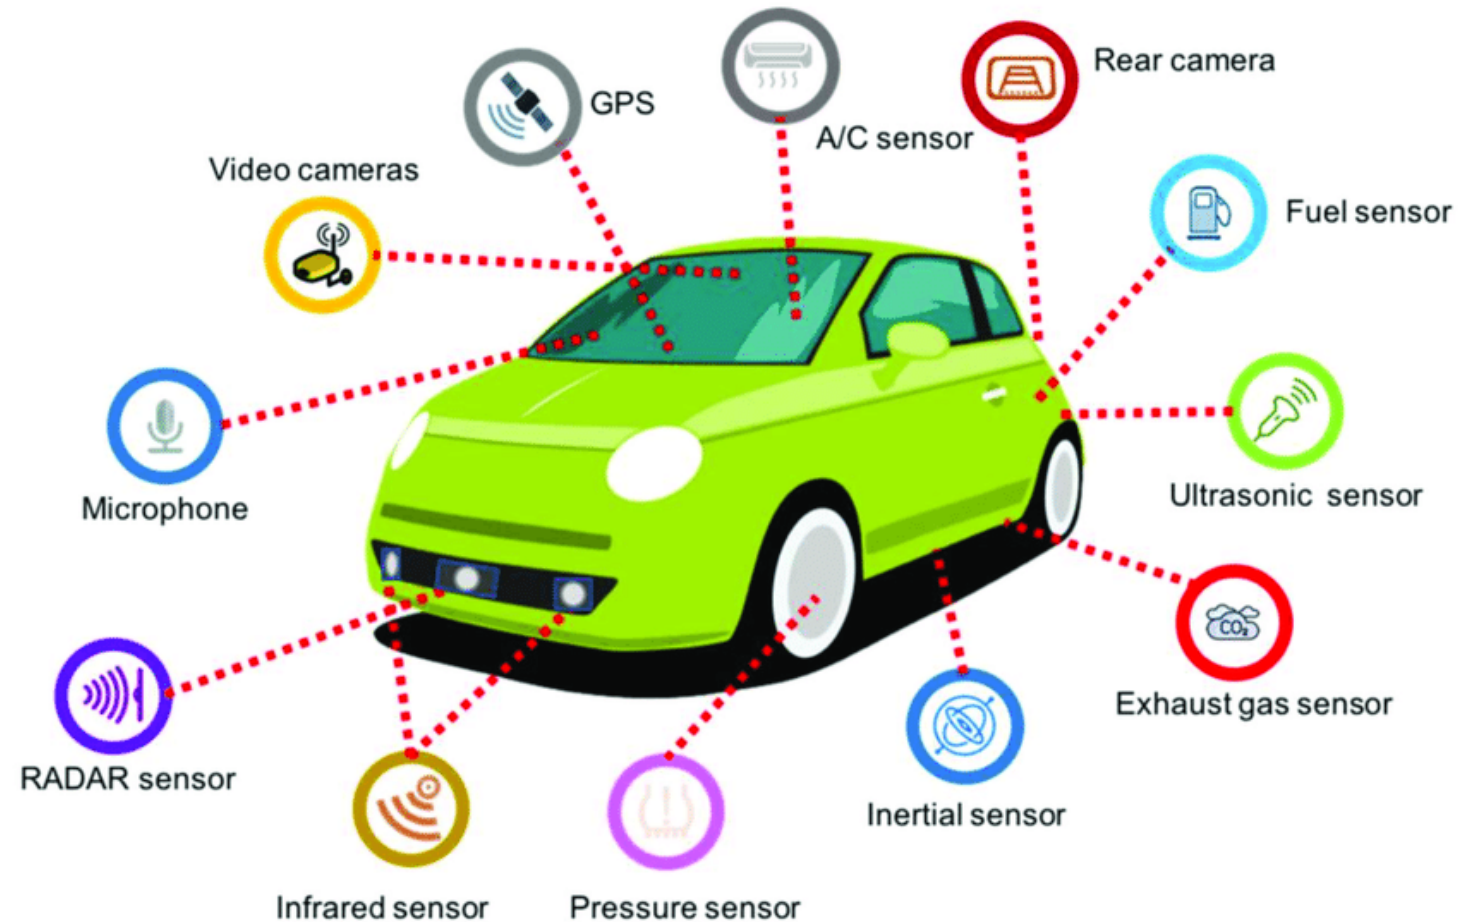 Rear camera
GPS
A/C sensor
Video cameras
Fuel sensor
Microphone
Ultrasonic sensor
CO₂
Exhaust gas sensor
RADAR sensor
Inertial sensor
Infrared sensor
Pressure sensor